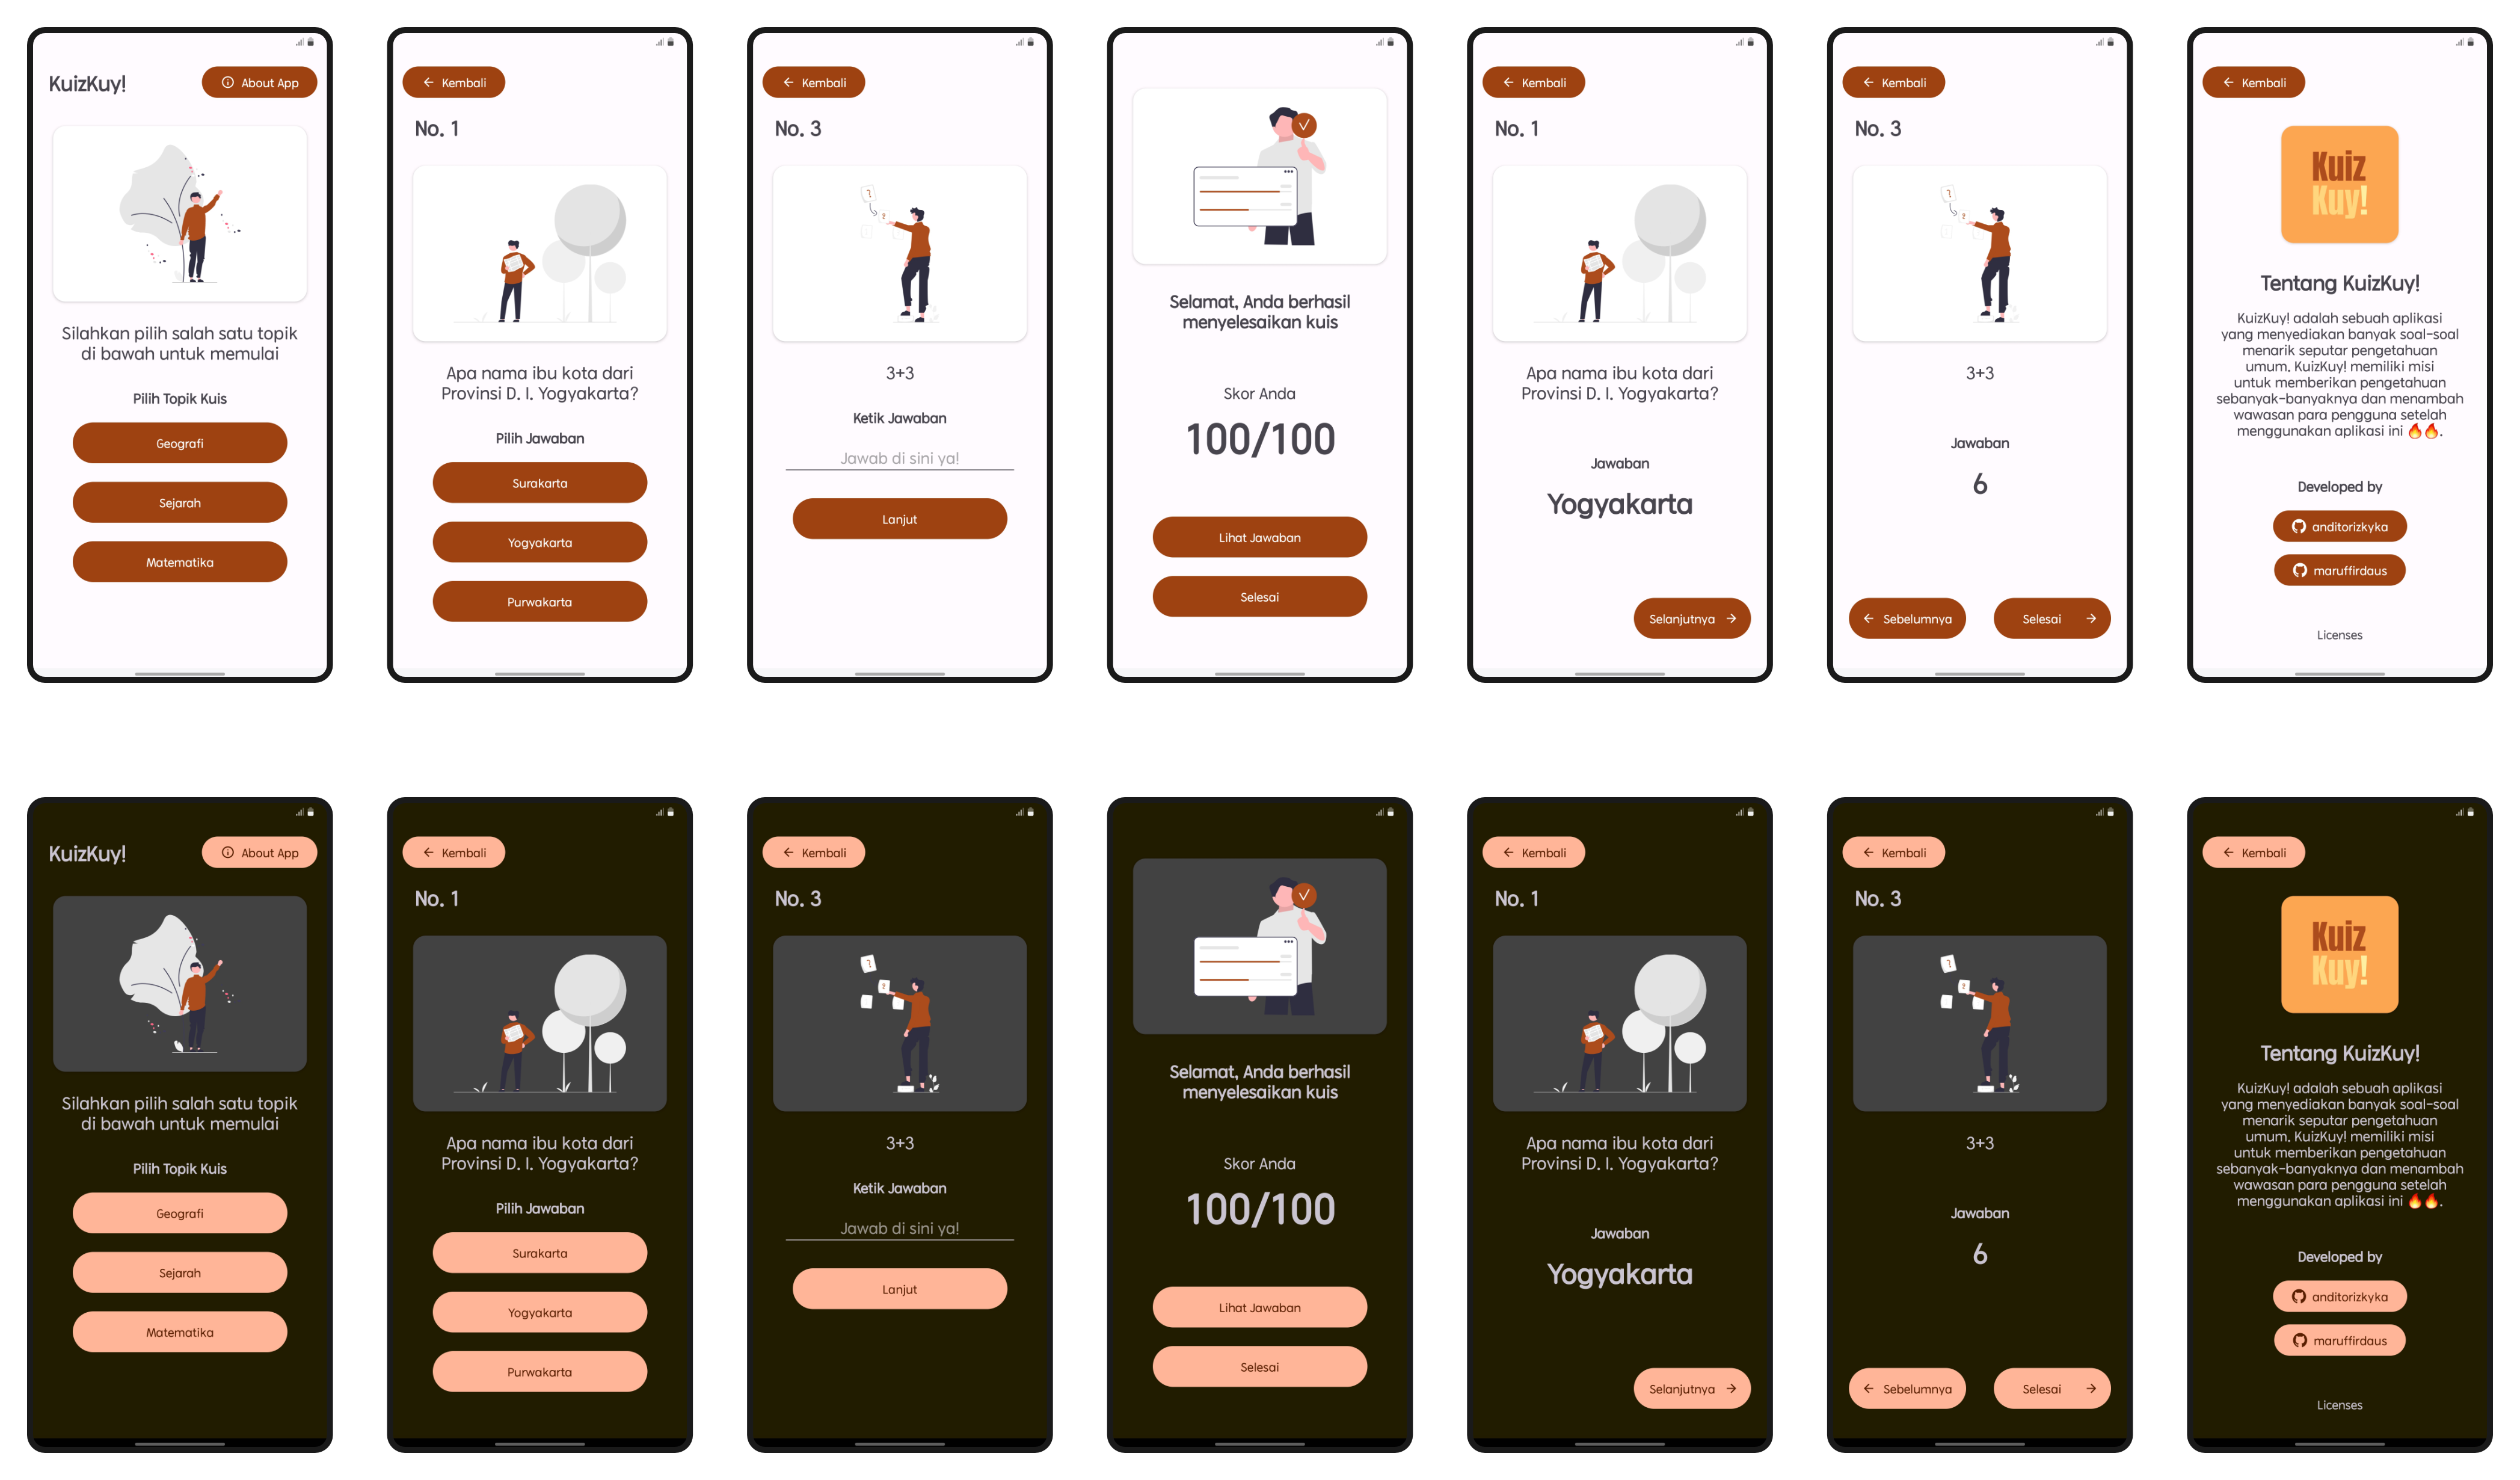 KuizKuy!
About App
Silahkan pilih salah satu topik
di bawah untuk memulai
Pilih Topik Kuis
Geografi
Sejarah
Matematika
Kembali
No. 1
Apa nama ibu kota dari
Provinsi D. I. Yogyakarta?
Pilih Jawaban
Surakarta
Yogyakarta
Purwakarta
Kembali
No. 3
3+3
Ketik Jawaban
Jawab di sini ya!
Lanjut
Selamat, Anda berhasil
menyelesaikan kuis
Skor Anda
100/100
Lihat Jawaban
Selesai
Kembali
No. 1
Apa nama ibu kota dari
Provinsi D. I. Yogyakarta?
Jawaban
Yogyakarta
Selanjutnya
Kembali
No. 3
3+3
Jawaban
6
Sebelumnya
Selesai
Kembali
Kuiz
Kuy!
Tentang KuizKuy!
KuizKuy! adalah sebuah aplikasi
yang menyediakan banyak soal-soal
menarik seputar pengetahuan
umum. KuizKuy! memiliki misi
untuk memberikan pengetahuan
sebanyak-banyaknya dan menambah
wawasan para pengguna setelah
menggunakan aplikasi ini 🔥🔥.
Developed by
anditorizkyka
maruffirdaus
Licenses
KuizKuy!
About App
Silahkan pilih salah satu topik
di bawah untuk memulai
Pilih Topik Kuis
Geografi
Sejarah
Matematika
Kembali
No. 1
Apa nama ibu kota dari
Provinsi D. I. Yogyakarta?
Pilih Jawaban
Surakarta
Yogyakarta
Purwakarta
Kembali
No. 3
3+3
Ketik Jawaban
Jawab di sini ya!
Lanjut
Selamat, Anda berhasil
menyelesaikan kuis
Skor Anda
100/100
Lihat Jawaban
Selesai
Kembali
No. 1
Apa nama ibu kota dari
Provinsi D. I. Yogyakarta?
Jawaban
Yogyakarta
Selanjutnya
Kembali
No. 3
3+3
Jawaban
6
Sebelumnya
Selesai
Kembali
Kuiz
Kuy!
Tentang KuizKuy!
KuizKuy! adalah sebuah aplikasi
yang menyediakan banyak soal-soal
menarik seputar pengetahuan
umum. KuizKuy! memiliki misi
untuk memberikan pengetahuan
sebanyak-banyaknya dan menambah
wawasan para pengguna setelah
menggunakan aplikasi ini 🔥🔥.
Developed by
anditorizkyka
maruffirdaus
Licenses